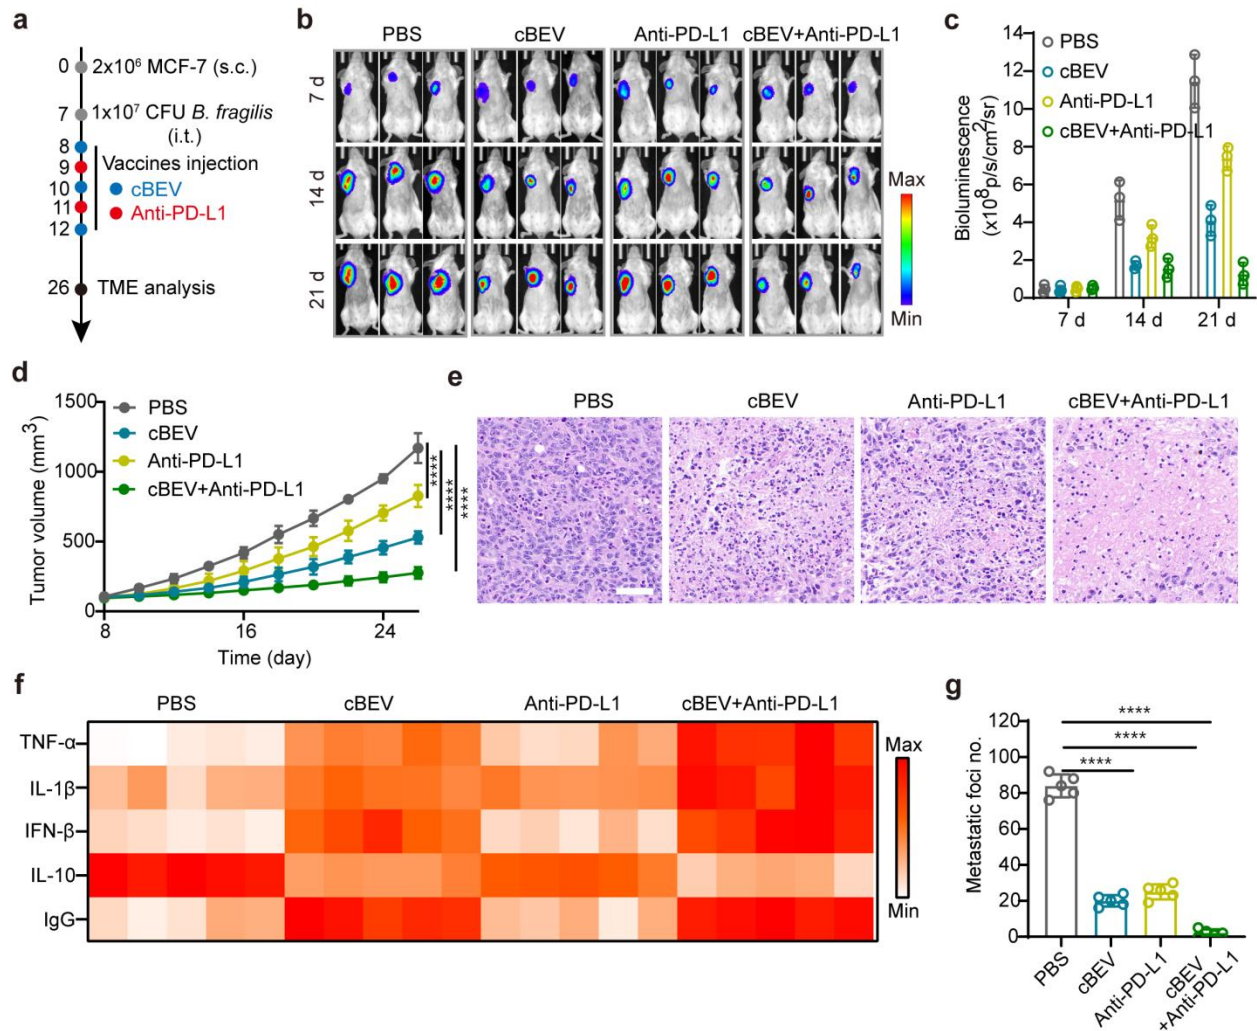 a
0
2x10⁶ MCF-7 (s.c.)
7
1x10⁷ CFU B. fragilis
(i.t.)
8
9
10
11
12
Vaccines injection
cBEV
Anti-PD-L1
26
TME analysis
b
PBS
cBEV
Anti-PD-L1
cBEV+Anti-PD-L1
7 d
14 d
21 d
Max
Min
c
Bioluminescence
(x10⁸p/s/cm²/sr)
14
12
10
8
6
4
2
0
PBS
cBEV
Anti-PD-L1
cBEV+Anti-PD-L1
7 d
14 d
21 d
d
Tumor volume (mm³)
1500
1000
500
0
PBS
cBEV
Anti-PD-L1
cBEV+Anti-PD-L1
****
****
****
8
16
24
Time (day)
e
PBS
cBEV
Anti-PD-L1
cBEV+Anti-PD-L1
f
PBS
cBEV
Anti-PD-L1
cBEV+Anti-PD-L1
TNF-α
IL-1β
IFN-β
IL-10
IgG
Max
Min
g
Metastatic foci no.
120
100
80
60
40
20
0
****
****
****
PBS
cBEV
Anti-PD-L1
cBEV
+Anti-PD-L1